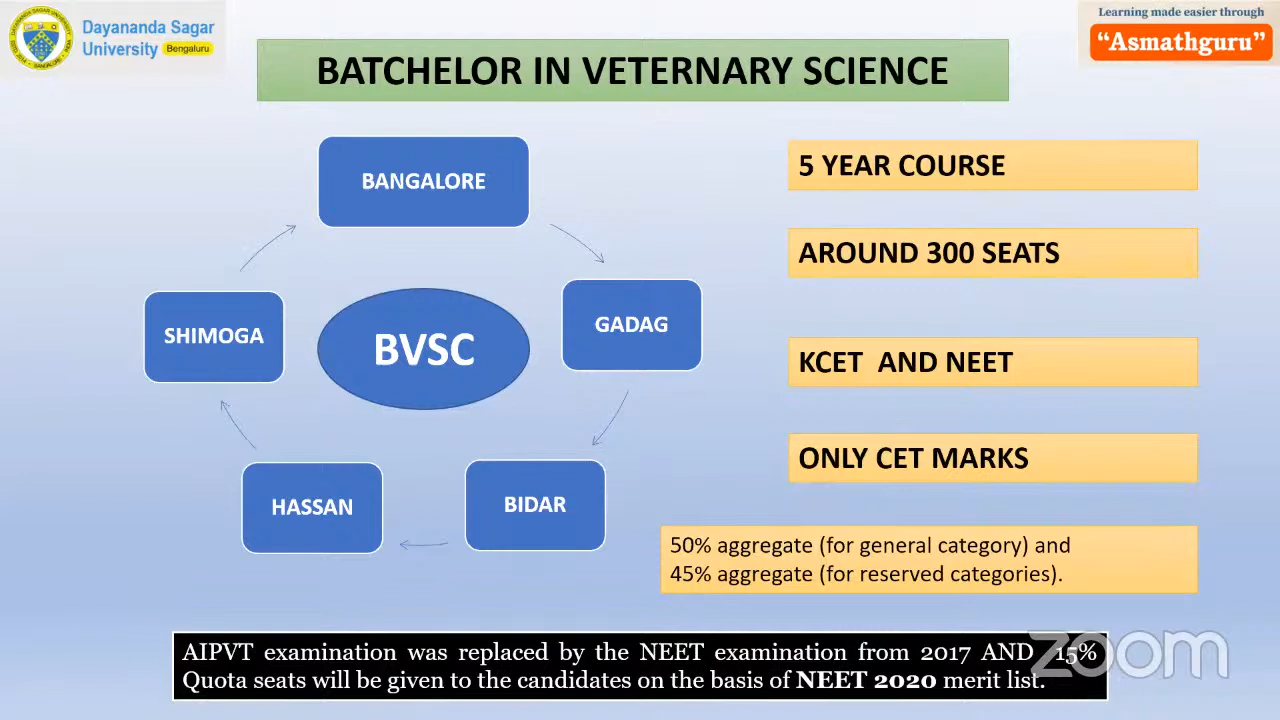 Dayananda Sagar
University Bengaluru
Learning made easier through
“Asmathguru”
BATCHELOR IN VETERNARY SCIENCE
BANGALORE
GADAG
BIDAR
HASSAN
SHIMOGA
BVSC
5 YEAR COURSE
AROUND 300 SEATS
KCET AND NEET
ONLY CET MARKS
50% aggregate (for general category) and
45% aggregate (for reserved categories).
AIPVT examination was replaced by the NEET examination from 2017 AND 15%
Quota seats will be given to the candidates on the basis of NEET 2020 merit list.
zoom